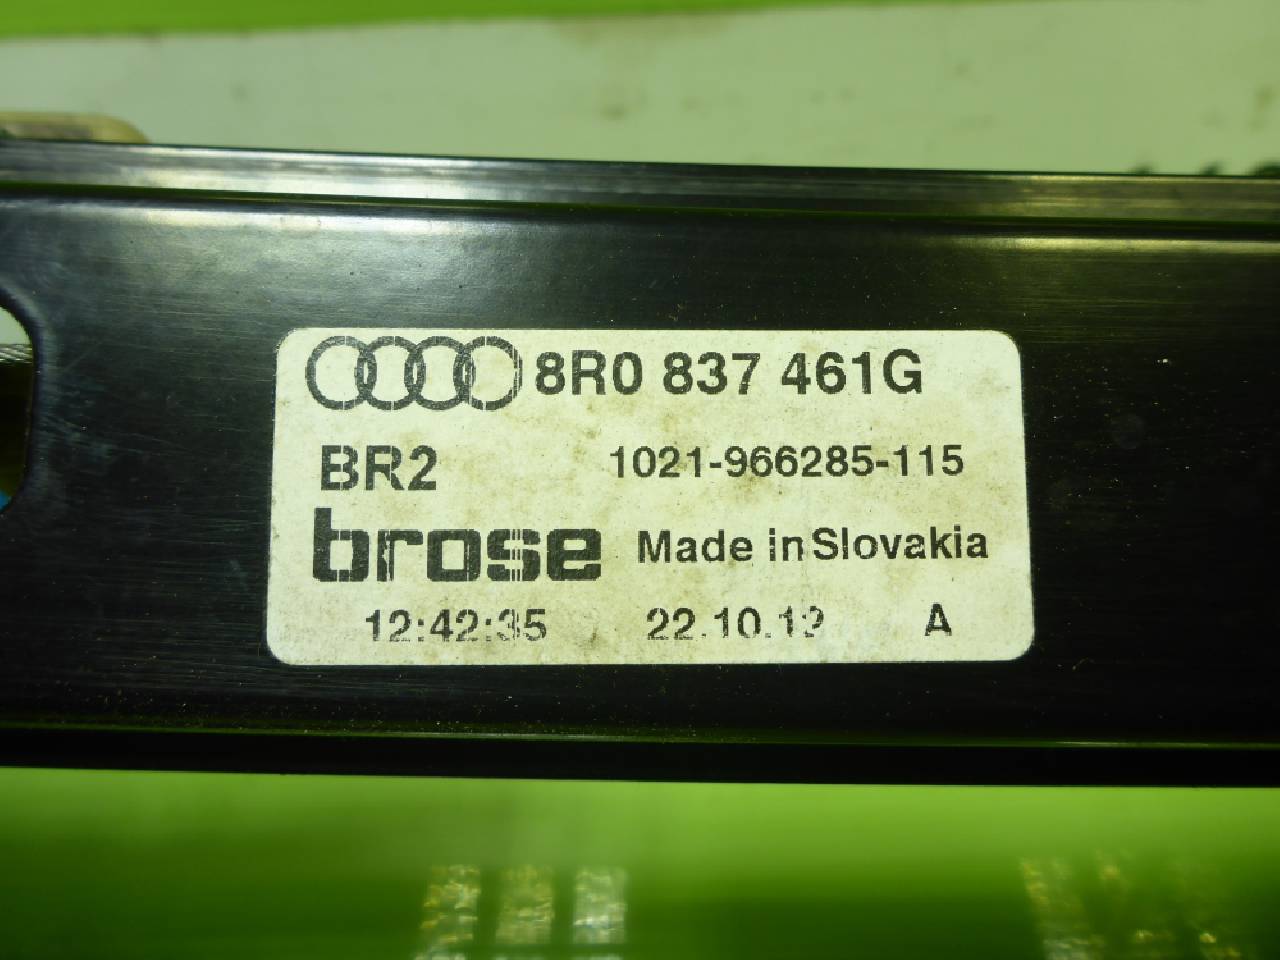 8R0 837 461G
BR2 1021-966285-115
brose Made in Slovakia
12:42:35 22.10.12 A